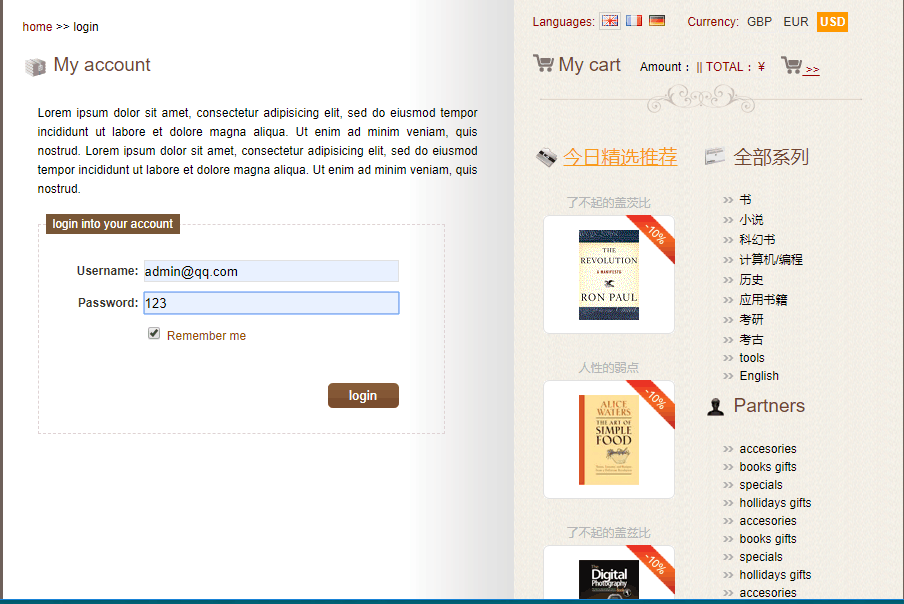 home >> login
My account
Lorem ipsum dolor sit amet, consectetur adipisicing elit, sed do eiusmod tempor
incididunt ut labore et dolore magna aliqua. Ut enim ad minim veniam, quis
nostrud. Lorem ipsum dolor sit amet, consectetur adipisicing elit, sed do eiusmod
tempor incididunt ut labore et dolore magna aliqua. Ut enim ad minim veniam, quis
nostrud.
login into your account
Username: admin@qq.com
Password: 123
Remember me
login
Languages: Currency: GBP EUR USD
My cart Amount : || TOTAL : ¥ >>
今日精选推荐
了不起的盖茨比
-10%
THE
REVOLUTION
A MANIFESTO
RON PAUL
人性的弱点
-10%
ALICE
WATERS
THE ART OF
SIMPLE
FOOD
了不起的盖兹比
-10%
The
Digital
Photography
全部系列
>> 书
>> 小说
>> 科幻书
>> 计算机/编程
>> 历史
>> 应用书籍
>> 考研
>> 考古
>> tools
>> English
Partners
>> accesories
>> books gifts
>> specials
>> hollidays gifts
>> accesories
>> books gifts
>> specials
>> hollidays gifts
>> accesories